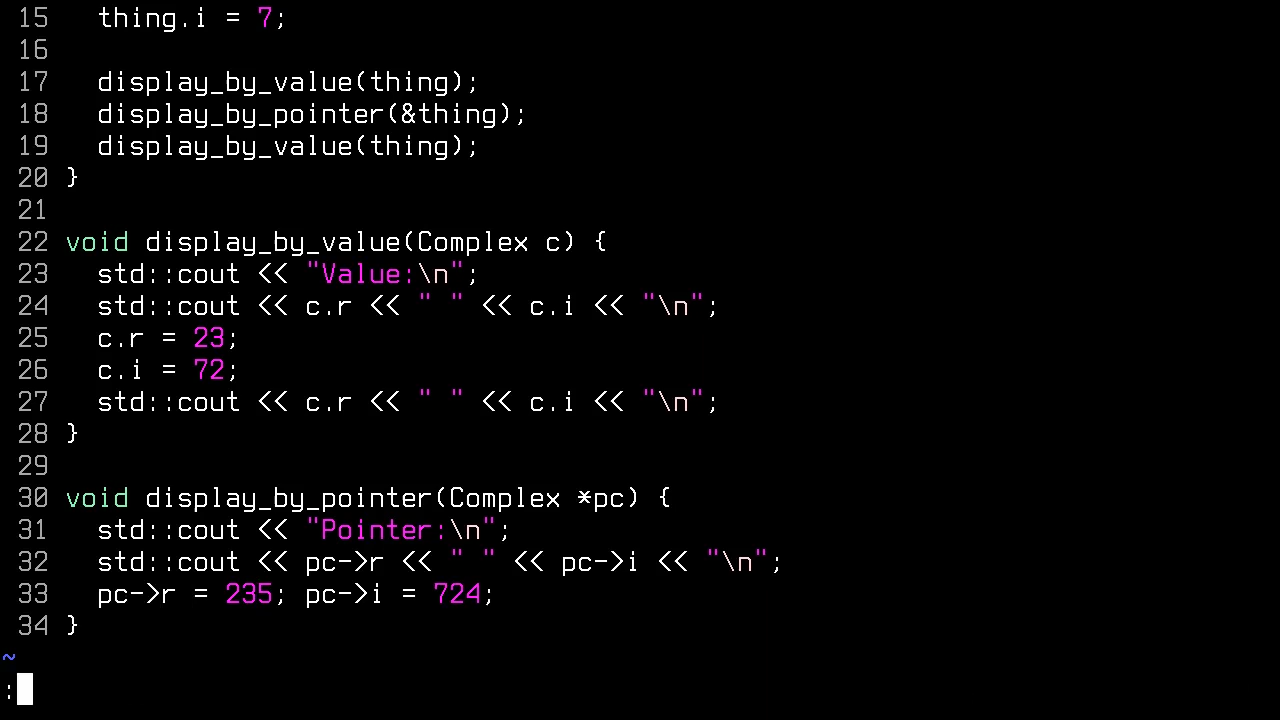 15   thing.i = 7;
16
17   display_by_value(thing);
18   display_by_pointer(&thing);
19   display_by_value(thing);
20 }
21
22 void display_by_value(Complex c) {
23   std::cout << "Value:\n";
24   std::cout << c.r << " " << c.i << "\n";
25   c.r = 23;
26   c.i = 72;
27   std::cout << c.r << " " << c.i << "\n";
28 }
29
30 void display_by_pointer(Complex *pc) {
31   std::cout << "Pointer:\n";
32   std::cout << pc->r << " " << pc->i << "\n";
33   pc->r = 235; pc->i = 724;
34 }
~
: